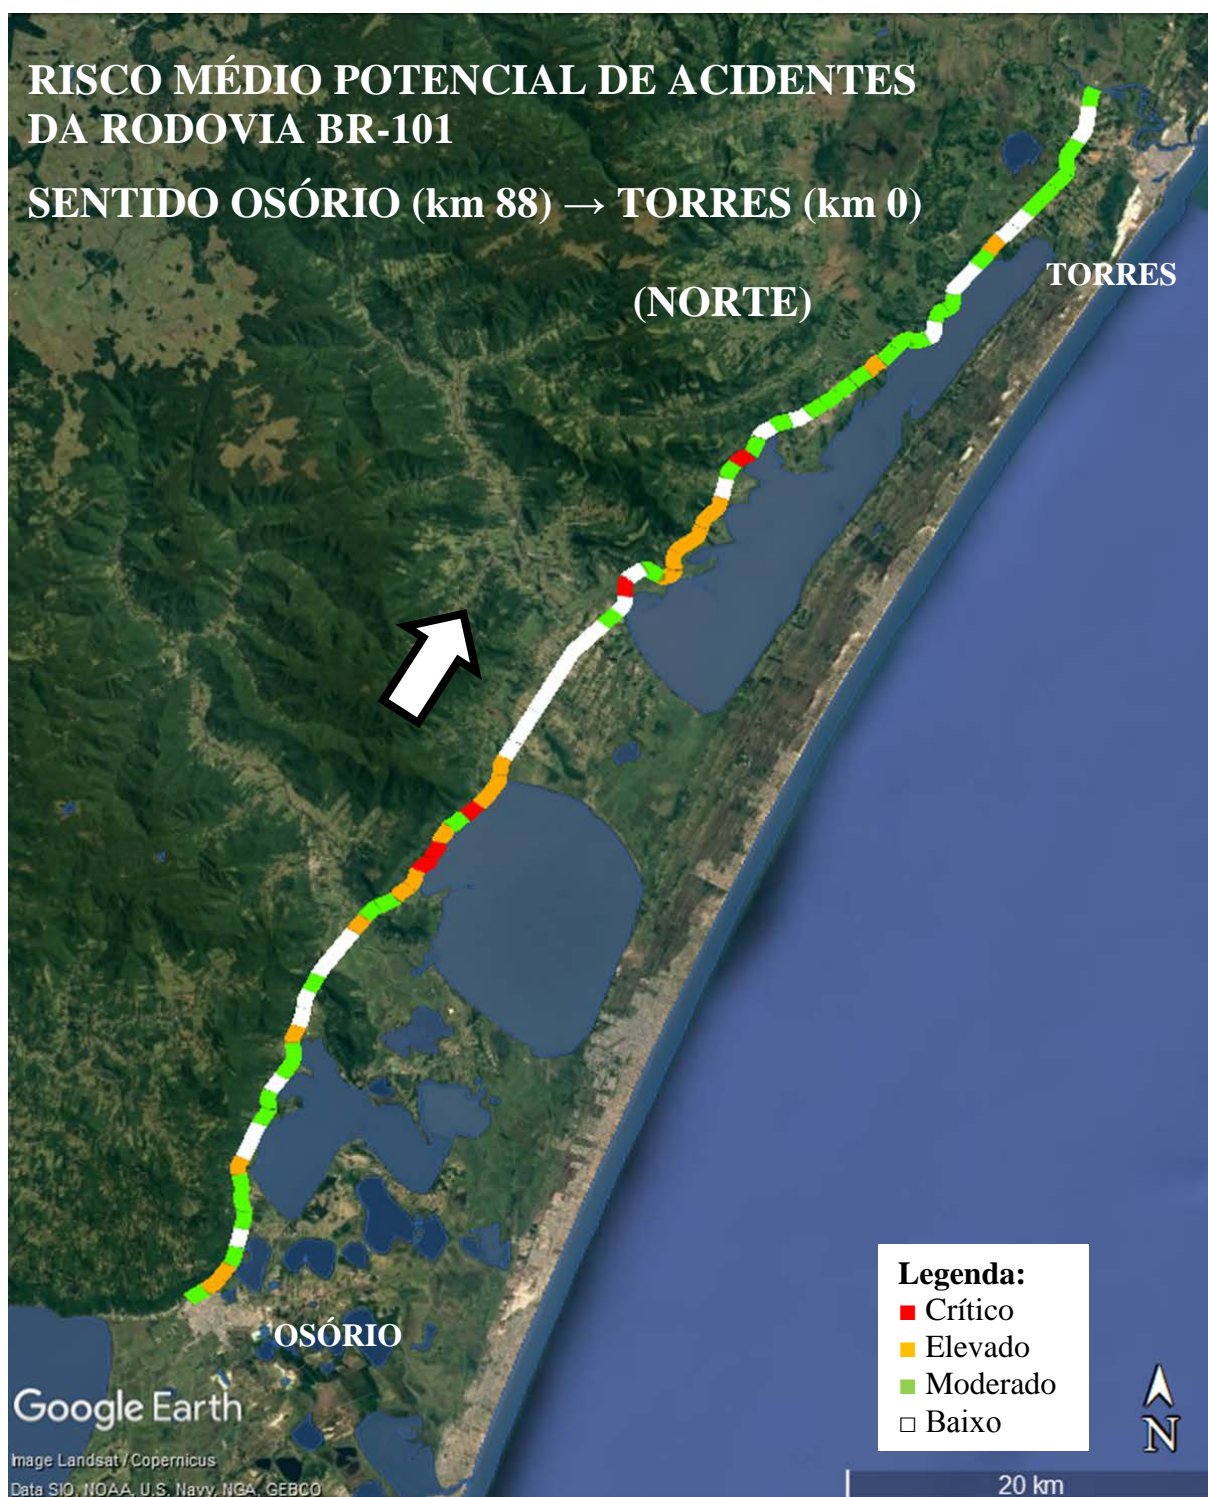 RISCO MÉDIO POTENCIAL DE ACIDENTES
DA RODOVIA BR-101
SENTIDO OSÓRIO (km 88) → TORRES (km 0)
TORRES
(NORTE)
Legenda:
Crítico
Elevado
Moderado
Baixo
OSÓRIO
Google Earth
N
Image Landsat / Copernicus
Data SIO, NOAA, U.S. Navy, NGA, GEBCO
20 km